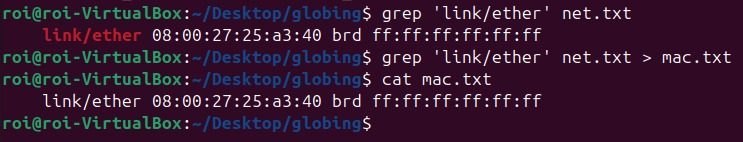 roi@roi-VirtualBox:~/Desktop/globing$ grep 'link/ether' net.txt
    link/ether 08:00:27:25:a3:40 brd ff:ff:ff:ff:ff:ff
roi@roi-VirtualBox:~/Desktop/globing$ grep 'link/ether' net.txt > mac.txt
roi@roi-VirtualBox:~/Desktop/globing$ cat mac.txt
    link/ether 08:00:27:25:a3:40 brd ff:ff:ff:ff:ff:ff
roi@roi-VirtualBox:~/Desktop/globing$